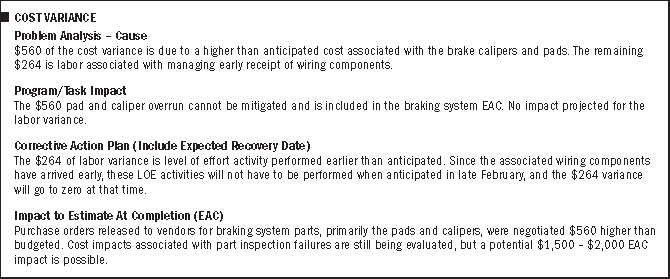 COST VARIANCE
Problem Analysis – Cause
$560 of the cost variance is due to a higher than anticipated cost associated with the brake calipers and pads. The remaining
$264 is labor associated with managing early receipt of wiring components.
Program/Task Impact
The $560 pad and caliper overrun cannot be mitigated and is included in the braking system EAC. No impact projected for the
labor variance.
Corrective Action Plan (Include Expected Recovery Date)
The $264 of labor variance is level of effort activity performed earlier than anticipated. Since the associated wiring components
have arrived early, these LOE activities will not have to be performed when anticipated in late February, and the $264 variance
will go to zero at that time.
Impact to Estimate At Completion (EAC)
Purchase orders released to vendors for braking system parts, primarily the pads and calipers, were negotiated $560 higher than
budgeted. Cost impacts associated with part inspection failures are still being evaluated, but a potential $1,500 – $2,000 EAC
impact is possible.